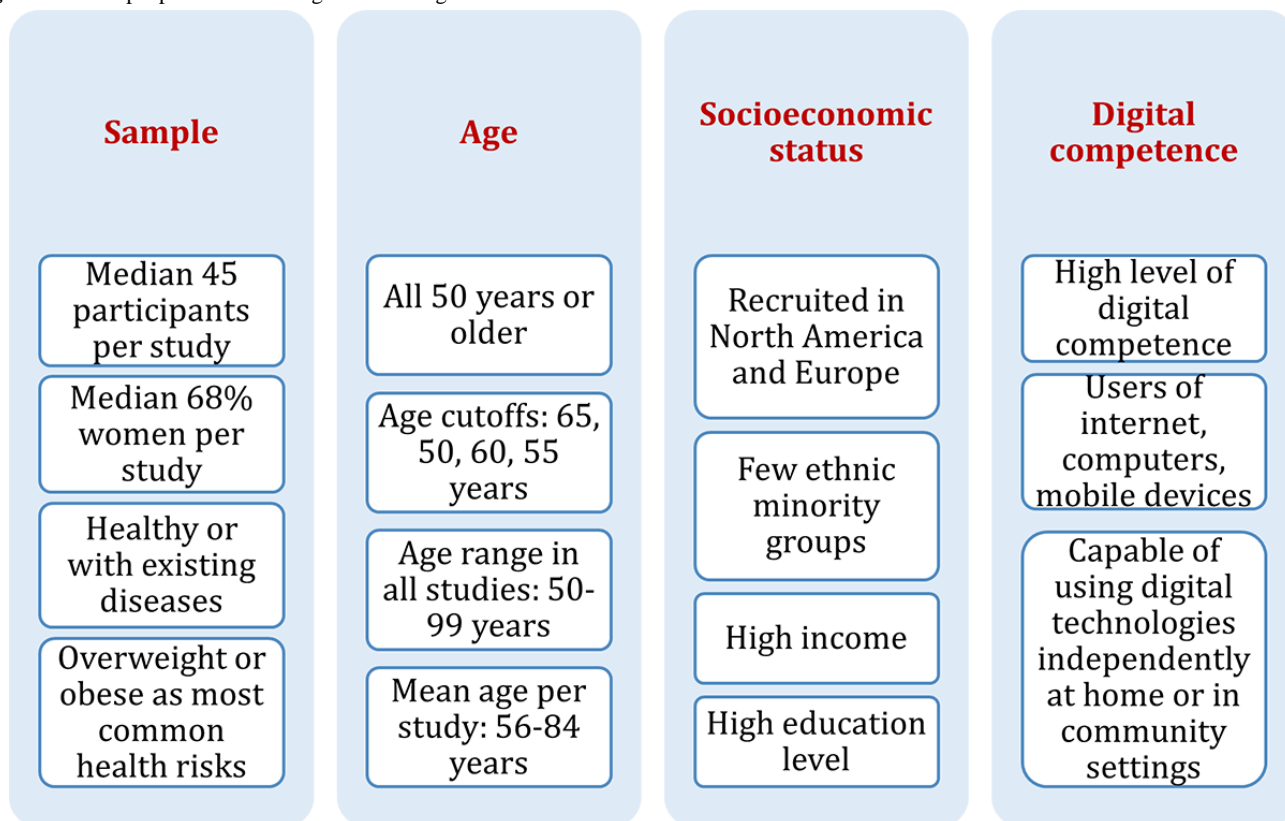 Sample
Median 45
participants
per study
Median 68%
women per
study
Healthy or
with existing
diseases
Overweight or
obese as most
common
health risks
Age
All 50 years or
older
Age cutoffs: 65,
50, 60, 55
years
Age range in
all studies: 50-
99 years
Mean age per
study: 56-84
years
Socioeconomic
status
Recruited in
North America
and Europe
Few ethnic
minority
groups
High income
High education
level
Digital
competence
High level of
digital
competence
Users of
internet,
computers,
mobile devices
Capable of
using digital
technologies
independently
at home or in
community
settings